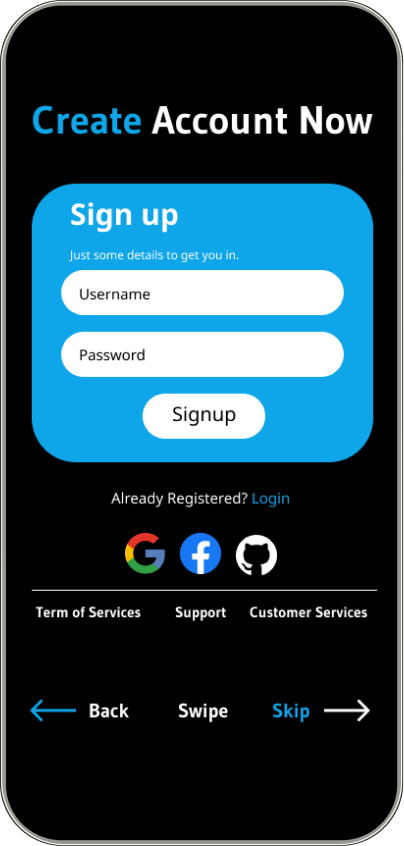 Create Account Now
Sign up
Just some details to get you in.
Username
Password
Signup
Already Registered? Login
Term of Services Support Customer Services
Back Swipe Skip